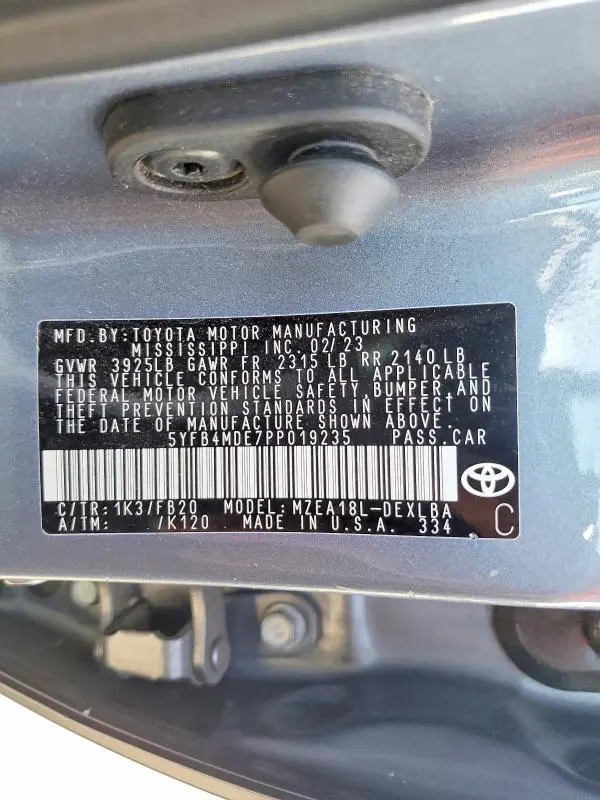 MFD.BY:TOYOTA MOTOR MANUFACTURING
MISSISSIPPI INC. 02/23
GVWR 3925LB GAWR FR 2315 LB RR 2140 LB
THIS VEHICLE CONFORMS TO ALL APPLICABLE
FEDERAL MOTOR VEHICLE SAFETY, BUMPER, AND
THEFT PREVENTION STANDARDS IN EFFECT ON
THE DATE OF MANUFACTURE SHOWN ABOVE.
5YFB4MDE7PP019235 PASS.CAR
C/TR: 1K3/FB20 MODEL: MZEA18L-DEXLBA
A/TM: /K120 MADE IN U.S.A. 334
C